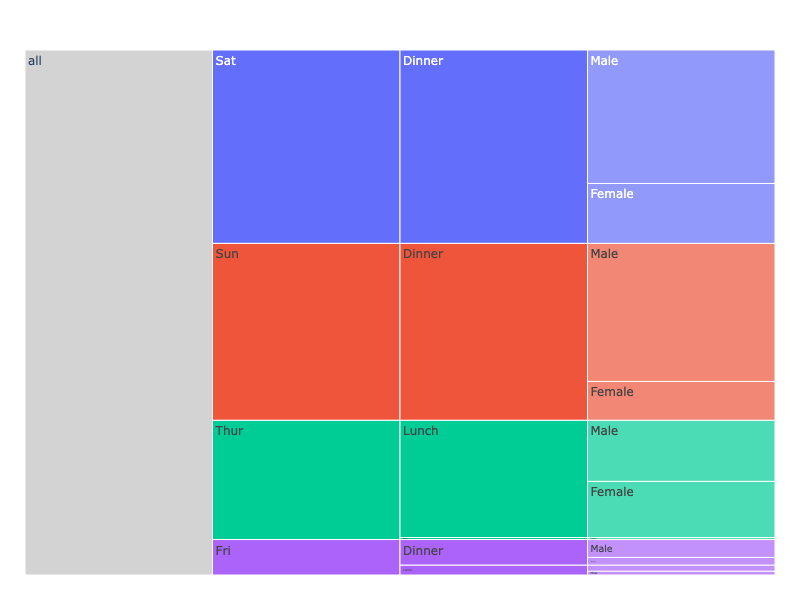 all
Sat
Dinner
Male
Female
Sun
Dinner
Male
Female
Thur
Lunch
Male
Female
Fri
Dinner
Male